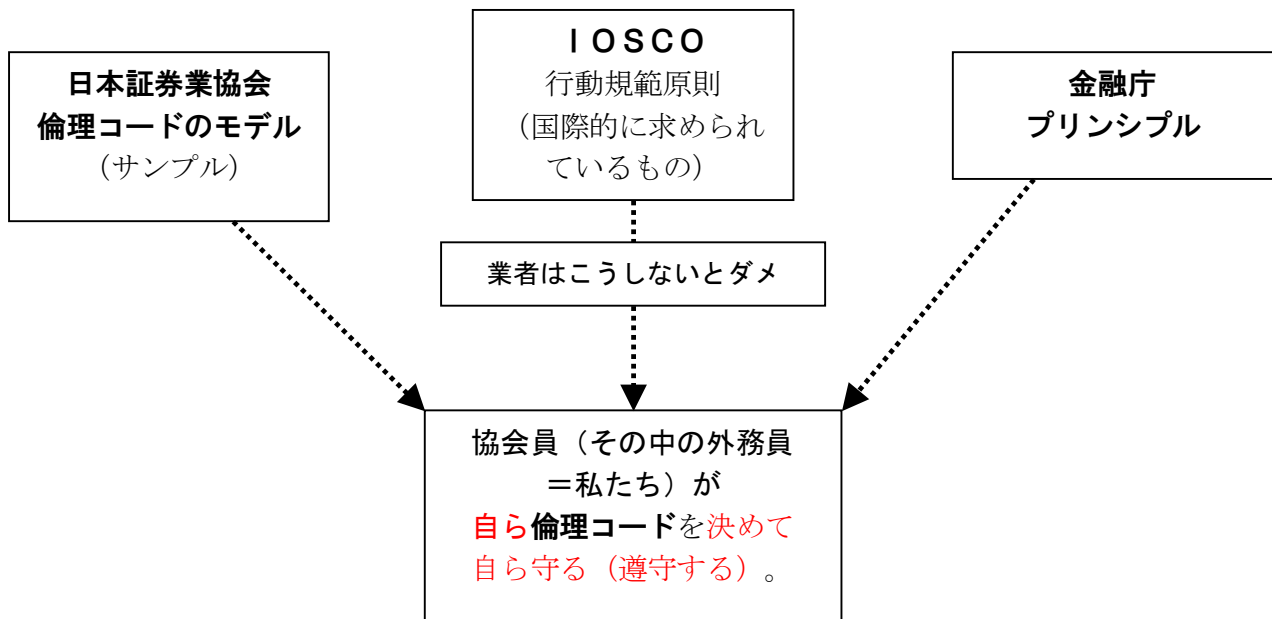 日本証券業協会
倫理コードのモデル
（サンプル）
ＩＯＳＣＯ
行動規範原則
（国際的に求められ
ているもの）
金融庁
プリンシプル
業者はこうしないとダメ
協会員（その中の外務員
＝私たち）が
自ら倫理コードを決めて
自ら守る（遵守する）。